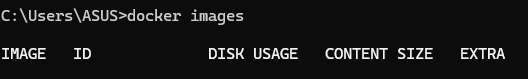 C:\Users\ASUS>docker images
IMAGE   ID             DISK USAGE   CONTENT SIZE   EXTRA